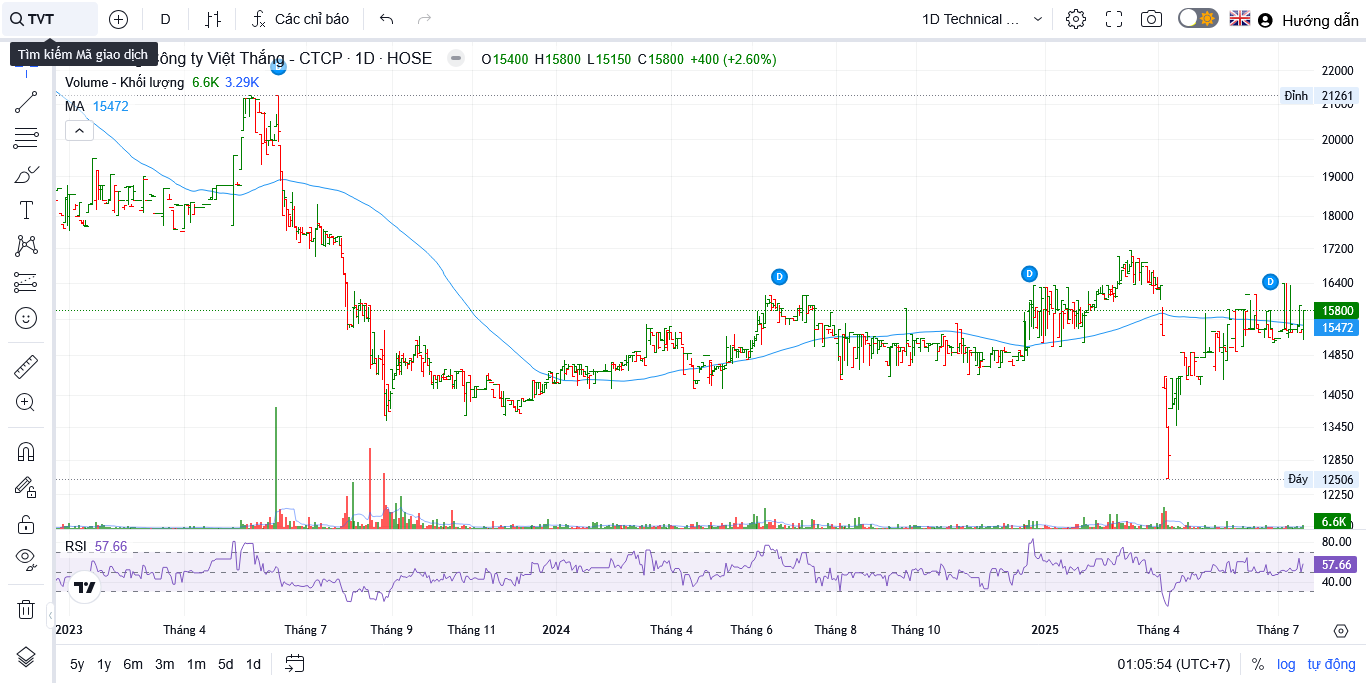 TVT
D
Các chỉ báo
1D Technical ...
Hướng dẫn
Tìm kiếm Mã giao dịch
ông ty Việt Thắng - CTCP · 1D · HOSE
O15400 H15800 L15150 C15800 +400 (+2.60%)
Volume - Khối lượng 6.6K 3.29K
MA 15472
D
D
D
22000
Đỉnh 21261
21000
20000
19000
18000
17200
16400
15800
15472
14850
14050
13450
12850
Đáy 12506
12250
6.6K
RSI 57.66
80.00
57.66
40.00
2023 Tháng 4 Tháng 7 Tháng 9 Tháng 11 2024 Tháng 4 Tháng 6 Tháng 8 Tháng 10 2025 Tháng 4 Tháng 7
5y 1y 6m 3m 1m 5d 1d
01:05:54 (UTC+7) % log tự động